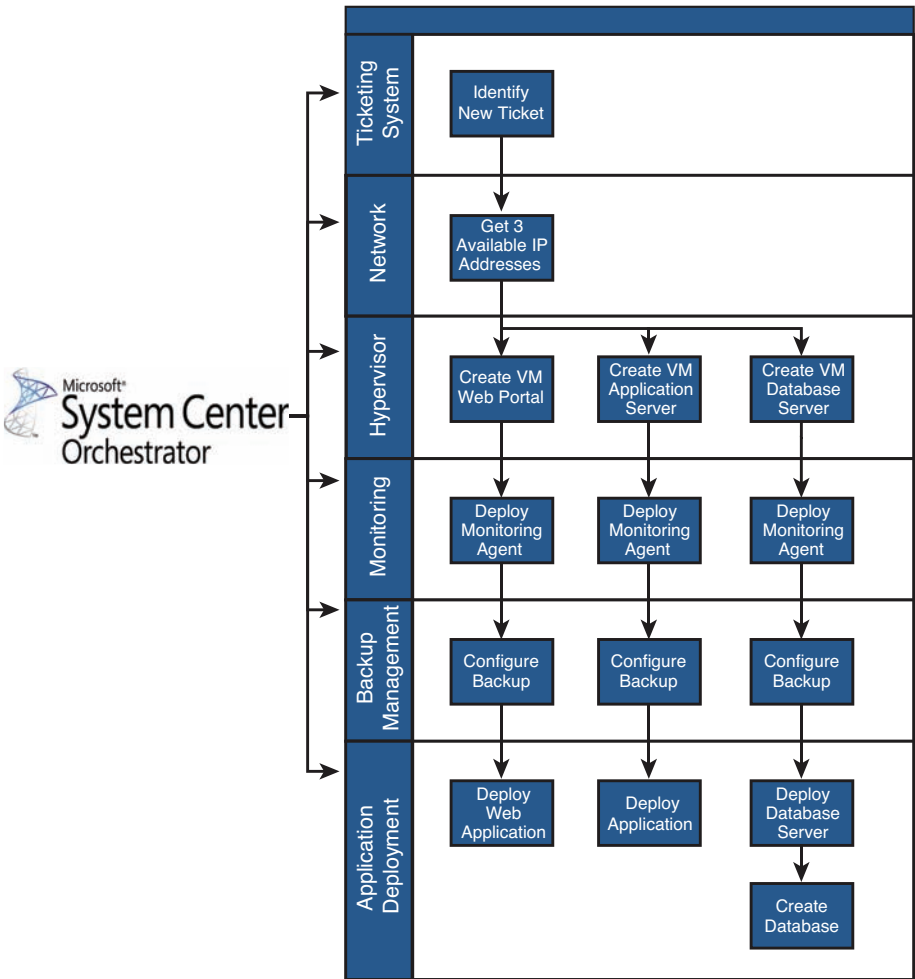 Ticketing
System
Identify
New Ticket
Network
Get 3
Available IP
Addresses
Microsoft®
System Center
Orchestrator
Hypervisor
Create VM
Web Portal
Create VM
Application
Server
Create VM
Database
Server
Monitoring
Deploy
Monitoring
Agent
Deploy
Monitoring
Agent
Deploy
Monitoring
Agent
Backup
Management
Configure
Backup
Configure
Backup
Configure
Backup
Application
Deployment
Deploy
Web
Application
Deploy
Application
Deploy
Database
Server
Create
Database